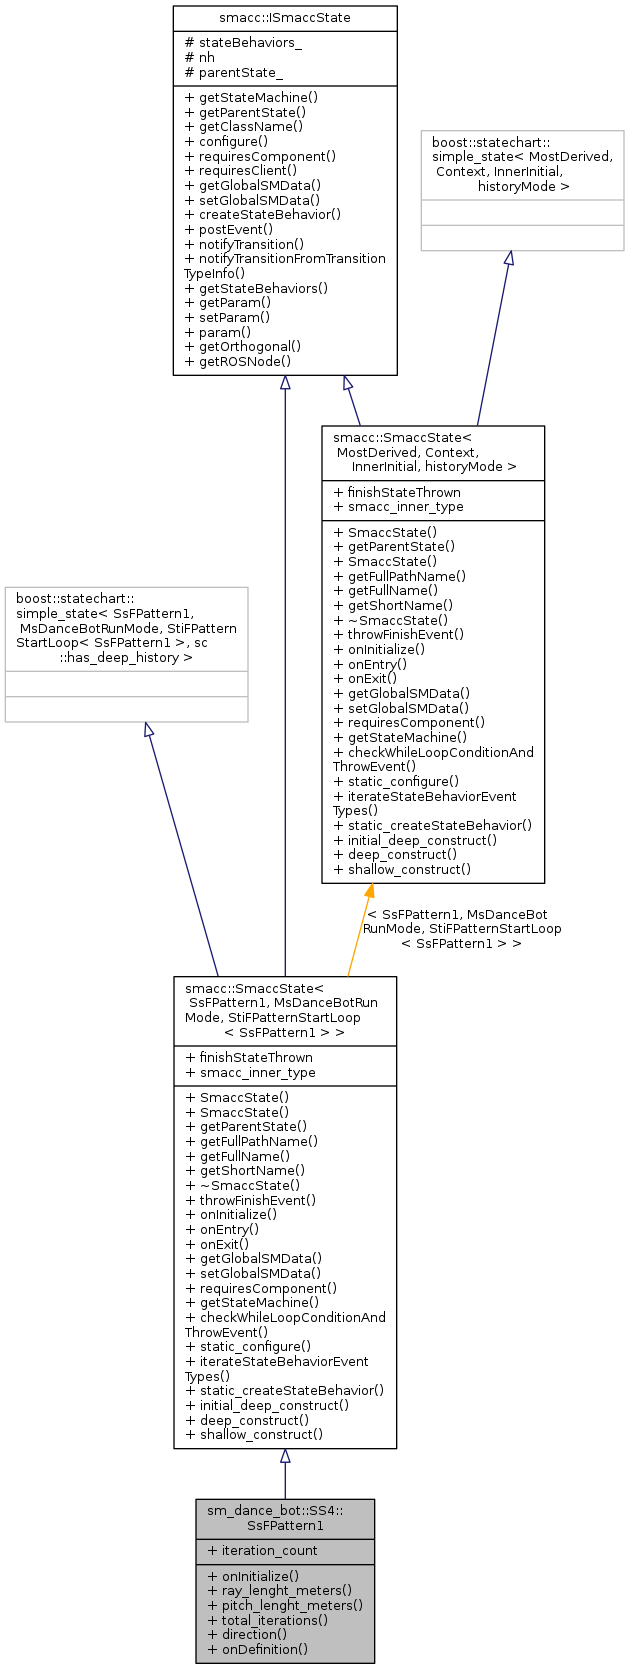 smacc::ISmaccState
# stateBehaviors_
# nh
# parentState_
+ getStateMachine()
+ getParentState()
+ getClassName()
+ configure()
+ requiresComponent()
+ requiresClient()
+ getGlobalSMData()
+ setGlobalSMData()
+ createStateBehavior()
+ postEvent()
+ notifyTransition()
+ notifyTransitionFromTransition
TypeInfo()
+ getStateBehaviors()
+ getParam()
+ setParam()
+ param()
+ getOrthogonal()
+ getROSNode()
boost::statechart::
simple_state< MostDerived,
Context, InnerInitial,
historyMode >
smacc::SmaccState<
MostDerived, Context,
InnerInitial, historyMode >
+ finishStateThrown
+ smacc_inner_type
+ SmaccState()
+ getParentState()
+ SmaccState()
+ getFullPathName()
+ getFullName()
+ getShortName()
+ ~SmaccState()
+ throwFinishEvent()
+ onInitialize()
+ onEntry()
+ onExit()
+ getGlobalSMData()
+ setGlobalSMData()
+ requiresComponent()
+ getStateMachine()
+ checkWhileLoopConditionAnd
ThrowEvent()
+ static_configure()
+ iterateStateBehaviorEvent
Types()
+ static_createStateBehavior()
+ initial_deep_construct()
+ deep_construct()
+ shallow_construct()
boost::statechart::
simple_state< SsFPattern1,
MsDanceBotRunMode, StiFPattern
StartLoop< SsFPattern1 >, sc
::has_deep_history >
< SsFPattern1, MsDanceBot
RunMode, StiFPatternStartLoop
< SsFPattern1 > >
smacc::SmaccState<
SsFPattern1, MsDanceBotRun
Mode, StiFPatternStartLoop
< SsFPattern1 > >
+ finishStateThrown
+ smacc_inner_type
+ SmaccState()
+ SmaccState()
+ getParentState()
+ getFullPathName()
+ getFullName()
+ getShortName()
+ ~SmaccState()
+ throwFinishEvent()
+ onInitialize()
+ onEntry()
+ onExit()
+ getGlobalSMData()
+ setGlobalSMData()
+ requiresComponent()
+ getStateMachine()
+ checkWhileLoopConditionAnd
ThrowEvent()
+ static_configure()
+ iterateStateBehaviorEvent
Types()
+ static_createStateBehavior()
+ initial_deep_construct()
+ deep_construct()
+ shallow_construct()
sm_dance_bot::SS4::
SsFPattern1
+ iteration_count
+ onInitialize()
+ ray_lenght_meters()
+ pitch_lenght_meters()
+ total_iterations()
+ direction()
+ onDefinition()